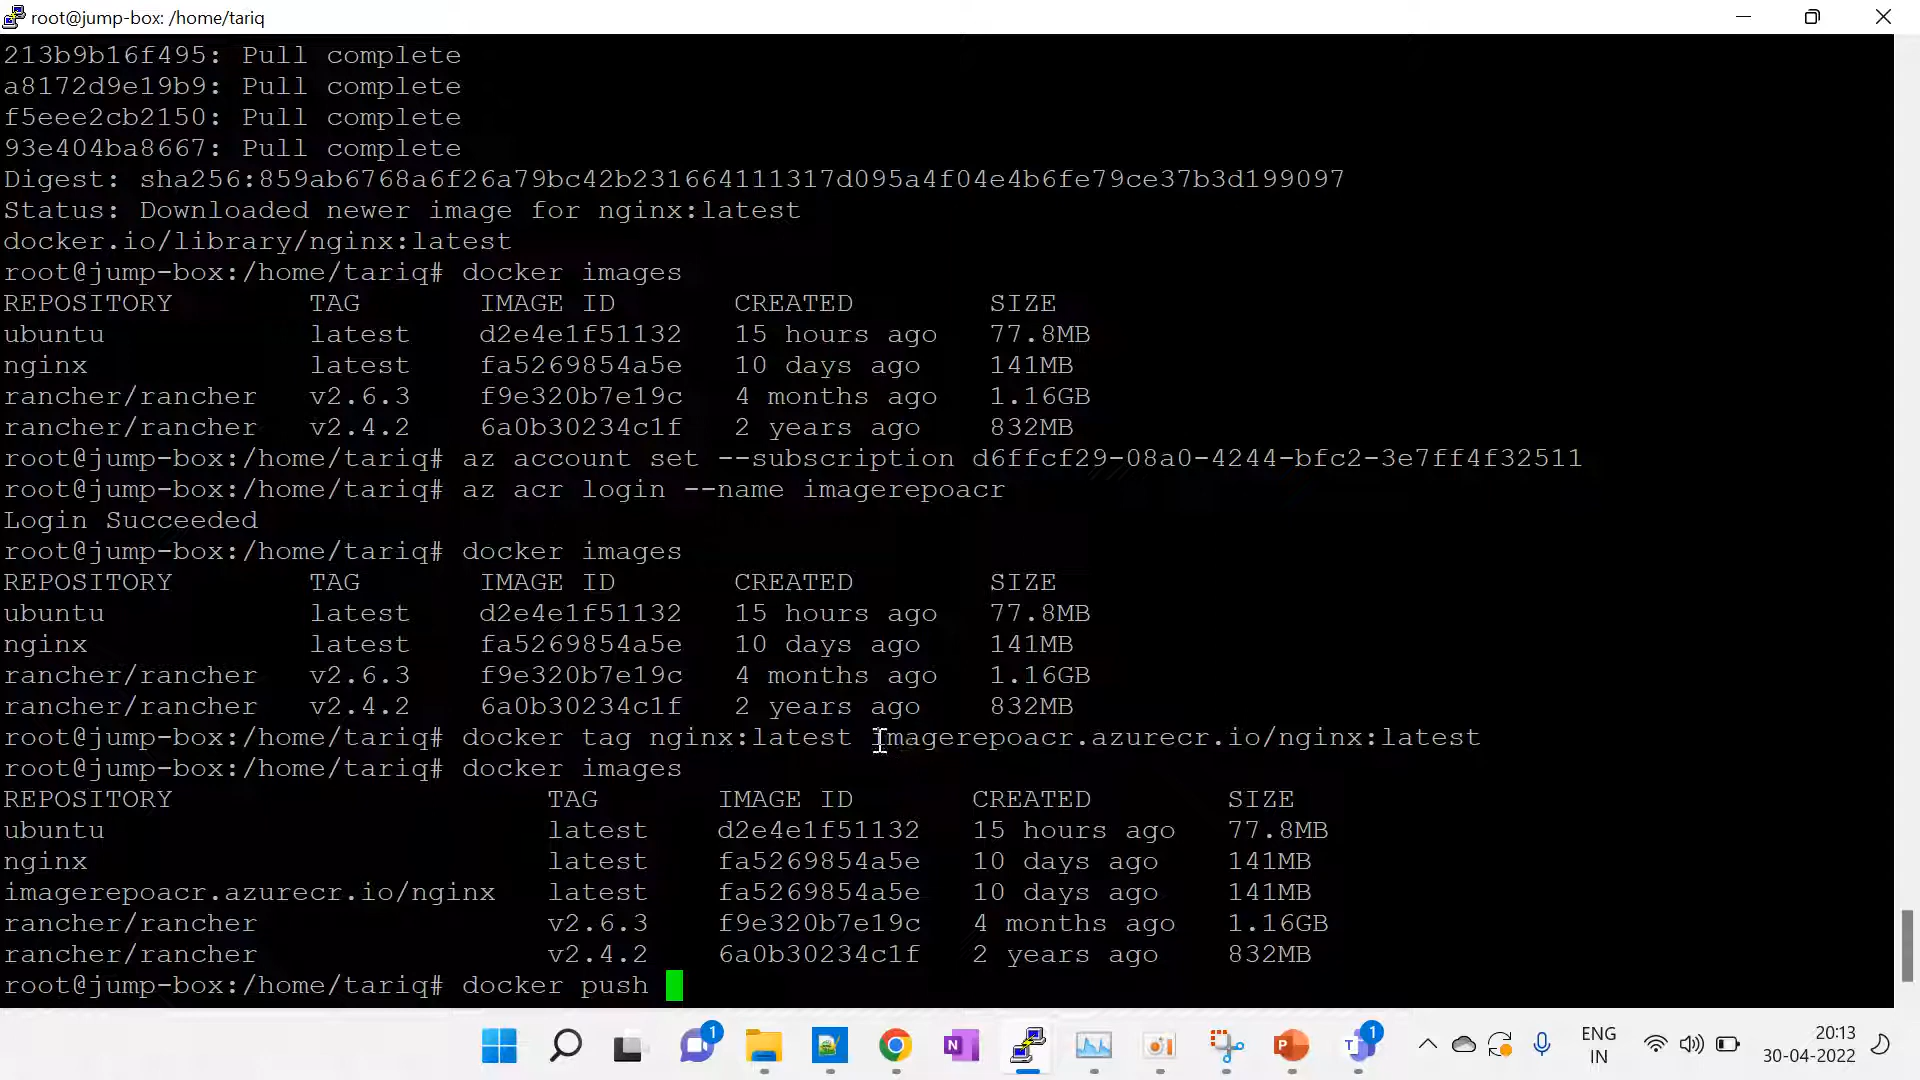 root@jump-box: /home/tariq
213b9b16f495: Pull complete
a8172d9e19b9: Pull complete
f5eee2cb2150: Pull complete
93e404ba8667: Pull complete
Digest: sha256:859ab6768a6f26a79bc42b231664111317d095a4f04e4b6fe79ce37b3d199097
Status: Downloaded newer image for nginx:latest
docker.io/library/nginx:latest
root@jump-box:/home/tariq# docker images
REPOSITORY TAG IMAGE ID CREATED SIZE
ubuntu latest d2e4e1f51132 15 hours ago 77.8MB
nginx latest fa5269854a5e 10 days ago 141MB
rancher/rancher v2.6.3 f9e320b7e19c 4 months ago 1.16GB
rancher/rancher v2.4.2 6a0b30234c1f 2 years ago 832MB
root@jump-box:/home/tariq# az account set --subscription d6ffcf29-08a0-4244-bfc2-3e7ff4f32511
root@jump-box:/home/tariq# az acr login --name imagerepoacr
Login Succeeded
root@jump-box:/home/tariq# docker images
REPOSITORY TAG IMAGE ID CREATED SIZE
ubuntu latest d2e4e1f51132 15 hours ago 77.8MB
nginx latest fa5269854a5e 10 days ago 141MB
rancher/rancher v2.6.3 f9e320b7e19c 4 months ago 1.16GB
rancher/rancher v2.4.2 6a0b30234c1f 2 years ago 832MB
root@jump-box:/home/tariq# docker tag nginx:latest imagerepoacr.azurecr.io/nginx:latest
root@jump-box:/home/tariq# docker images
REPOSITORY TAG IMAGE ID CREATED SIZE
ubuntu latest d2e4e1f51132 15 hours ago 77.8MB
nginx latest fa5269854a5e 10 days ago 141MB
imagerepoacr.azurecr.io/nginx latest fa5269854a5e 10 days ago 141MB
rancher/rancher v2.6.3 f9e320b7e19c 4 months ago 1.16GB
rancher/rancher v2.4.2 6a0b30234c1f 2 years ago 832MB
root@jump-box:/home/tariq# docker push
1
N
P
T
1
ENG
IN
20:13
30-04-2022